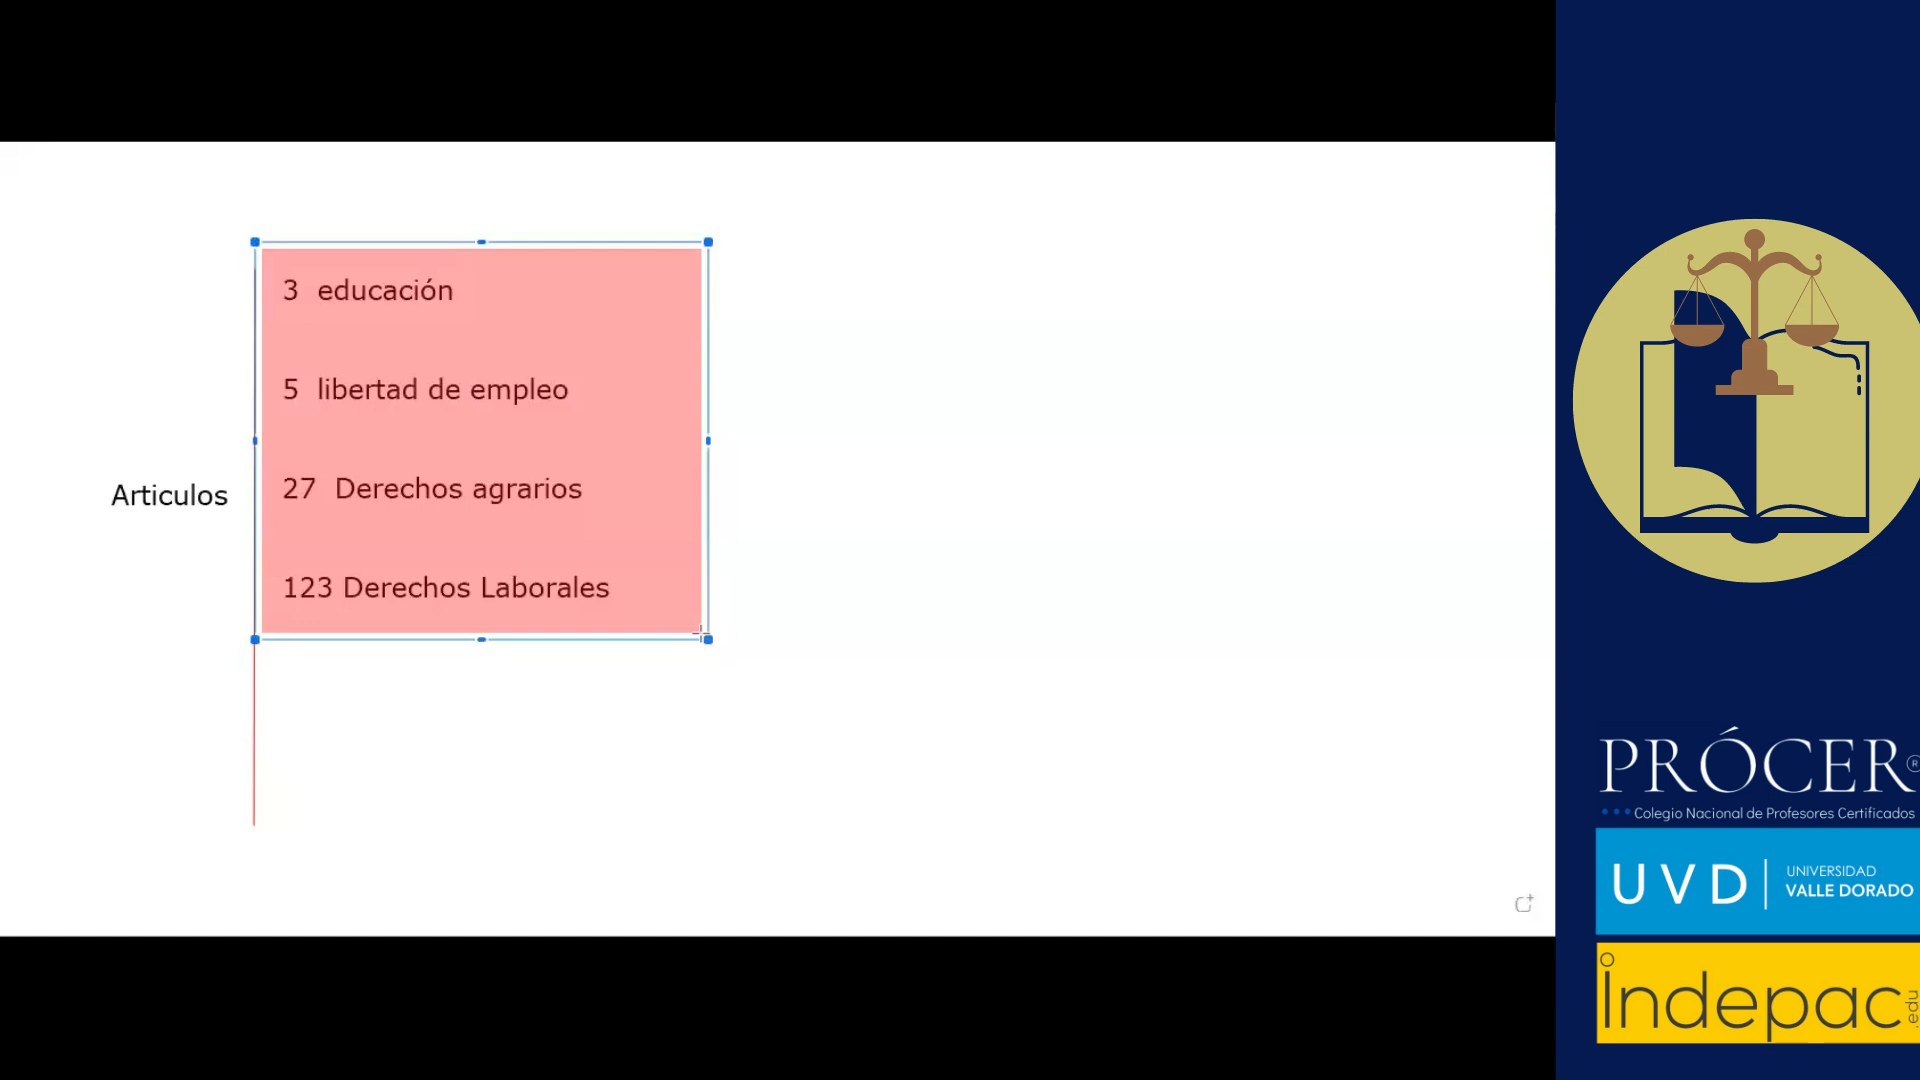 3 educación
5 libertad de empleo
27 Derechos agrarios
Articulos
123 Derechos Laborales
PRÓCER®
Colegio Nacional de Profesores Certificados
UVD
UNIVERSIDAD
VALLE DORADO
Indepac
.edu